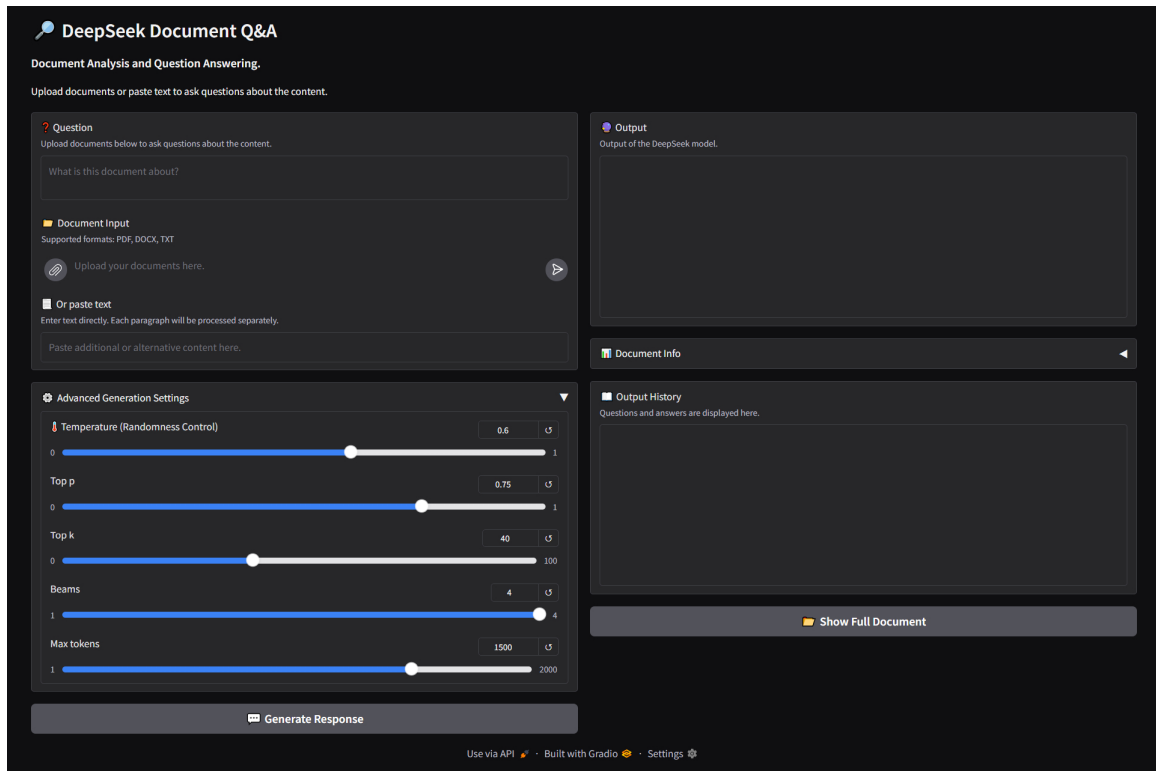 DeepSeek Document Q&A
Document Analysis and Question Answering.
Upload documents or paste text to ask questions about the content.
Question
Upload documents below to ask questions about the content.
What is this document about?
Document Input
Supported formats: PDF, DOCX, TXT
Upload your documents here.
Or paste text
Enter text directly. Each paragraph will be processed separately.
Paste additional or alternative content here.
Advanced Generation Settings
Temperature (Randomness Control)
0.6
0 1
Top p
0.75
0 1
Top k
40
0 100
Beams
4
1 4
Max tokens
1500
1 2000
Generate Response
Output
Output of the DeepSeek model.
Document Info
Output History
Questions and answers are displayed here.
Show Full Document
Use via API · Built with Gradio · Settings